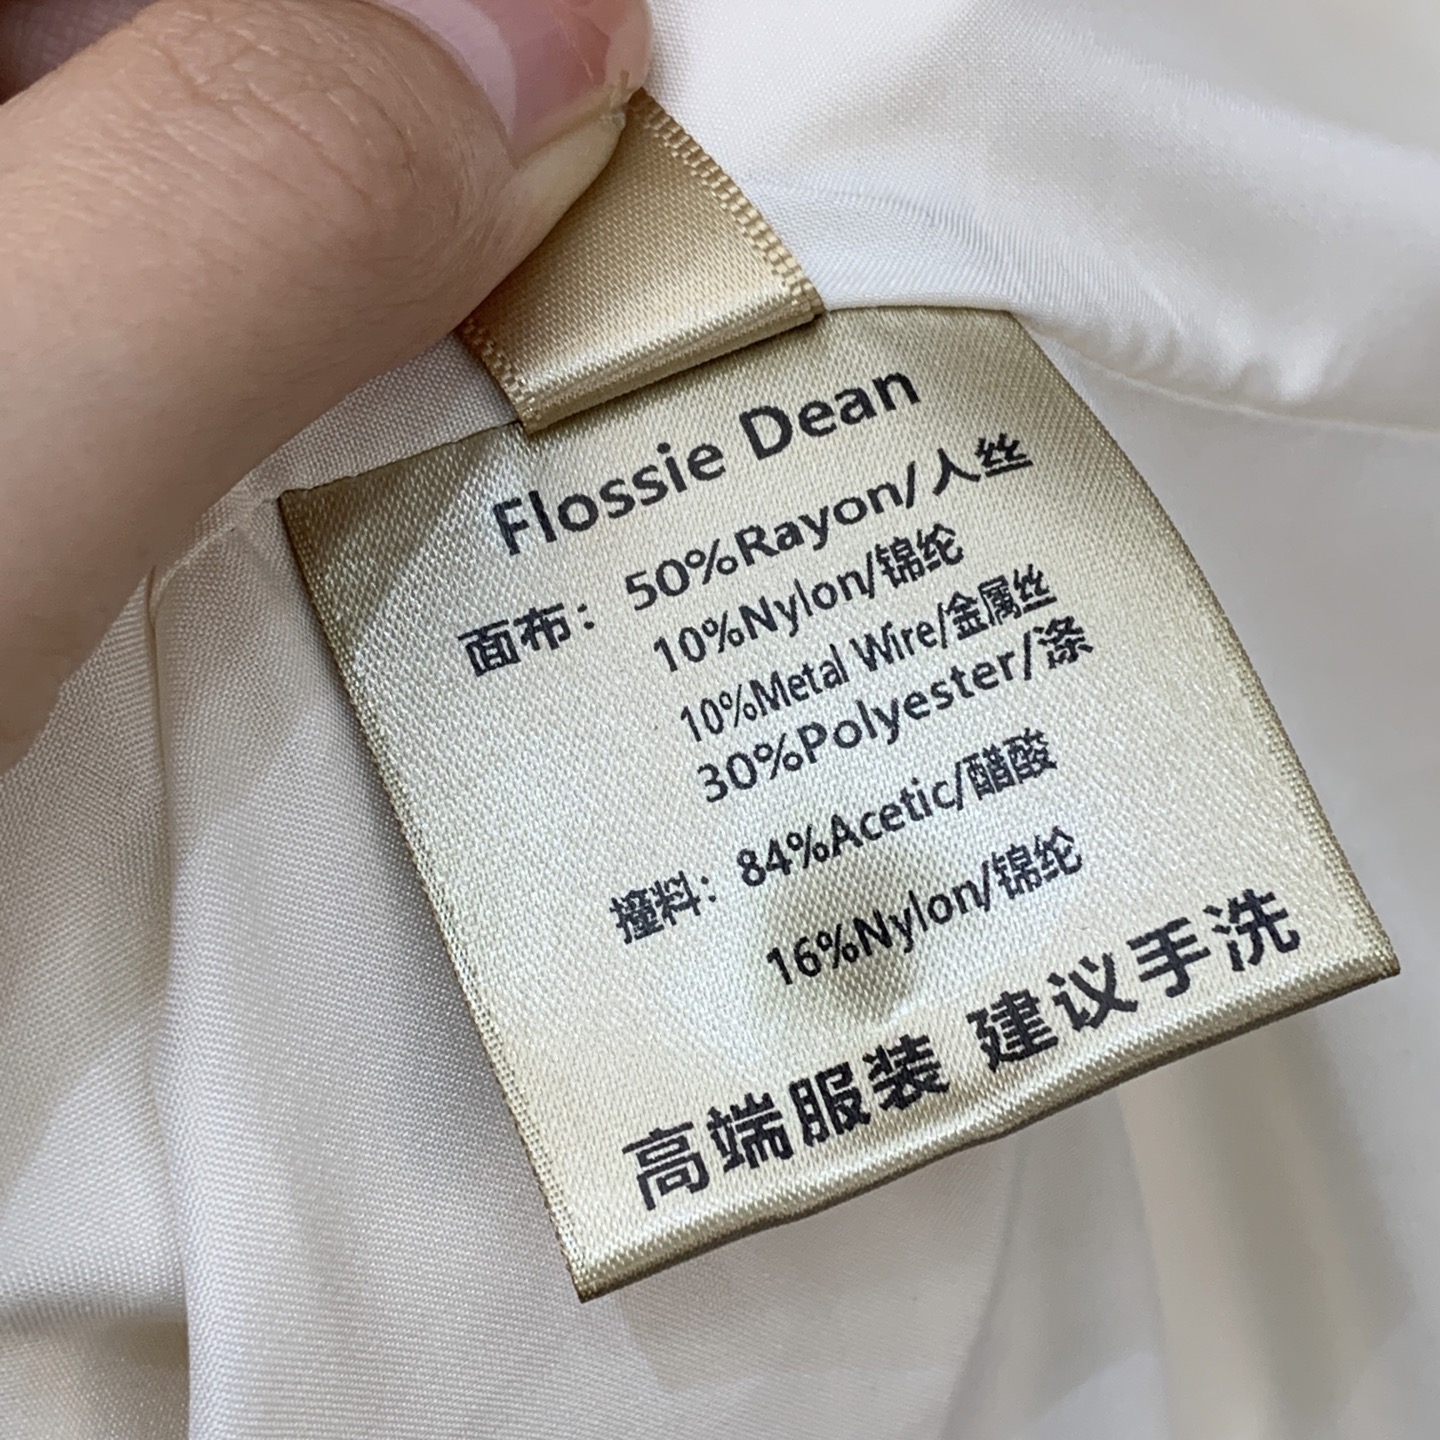 Flossie Dean
面布：50%Rayon/人丝
10%Nylon/锦纶
10%Metal Wire/金属丝
30%Polyester/涤
撞料：84%Acetic/醋酸
16%Nylon/锦纶
高端服装 建议手洗